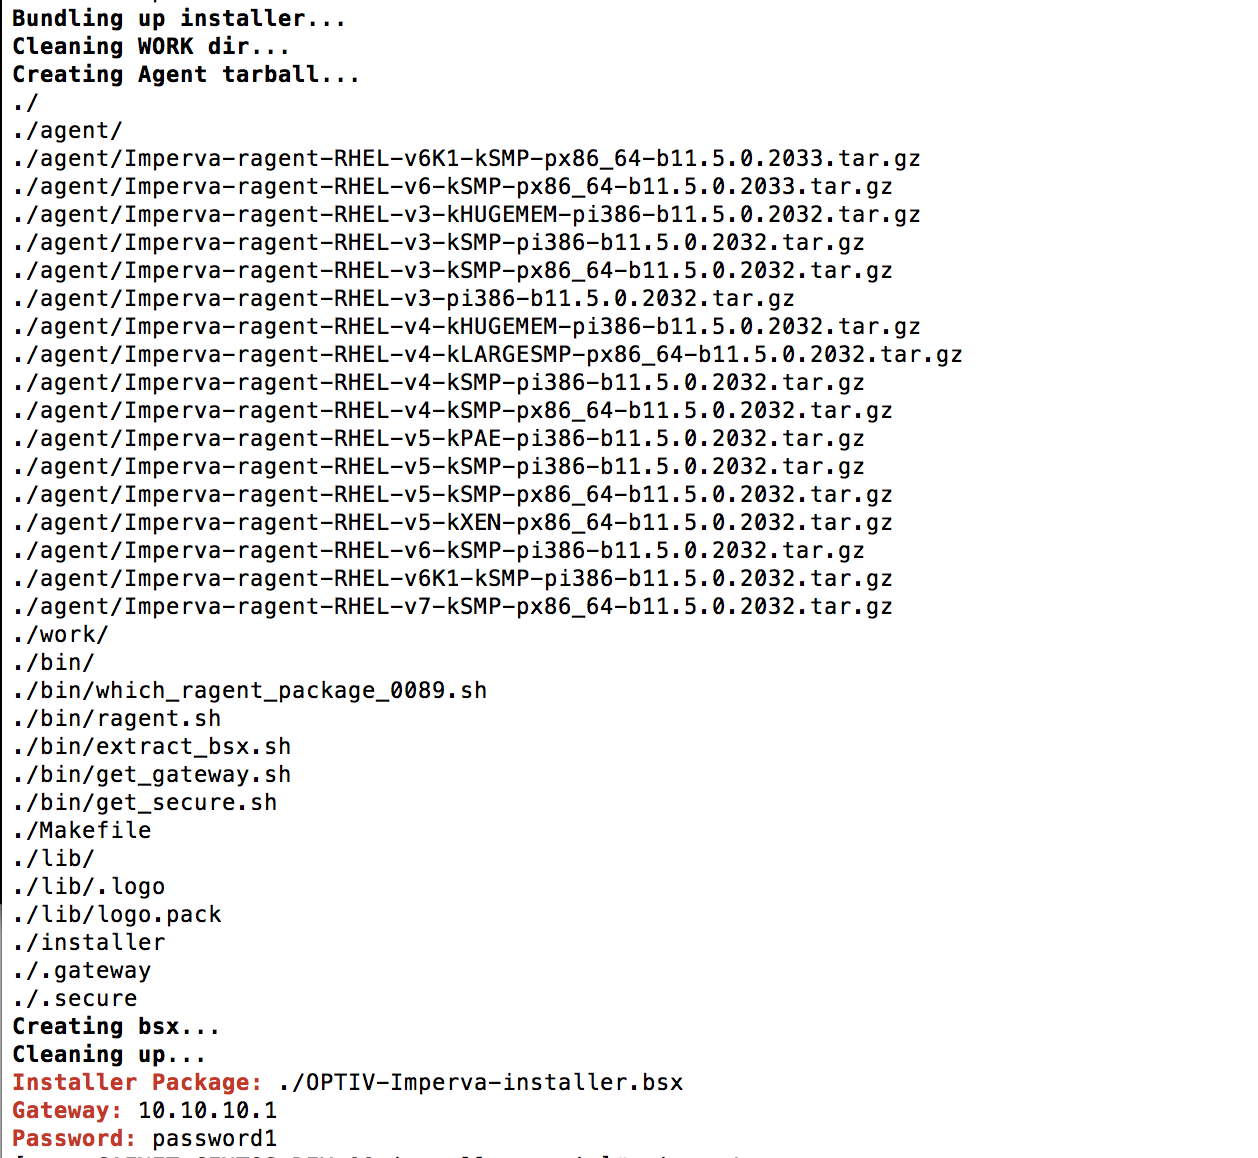 Bundling up installer...
Cleaning WORK dir...
Creating Agent tarball...
./
./agent/
./agent/Imperva-ragent-RHEL-v6K1-kSMP-px86_64-b11.5.0.2033.tar.gz
./agent/Imperva-ragent-RHEL-v6-kSMP-px86_64-b11.5.0.2033.tar.gz
./agent/Imperva-ragent-RHEL-v3-kHUGEMEM-pi386-b11.5.0.2032.tar.gz
./agent/Imperva-ragent-RHEL-v3-kSMP-pi386-b11.5.0.2032.tar.gz
./agent/Imperva-ragent-RHEL-v3-kSMP-px86_64-b11.5.0.2032.tar.gz
./agent/Imperva-ragent-RHEL-v3-pi386-b11.5.0.2032.tar.gz
./agent/Imperva-ragent-RHEL-v4-kHUGEMEM-pi386-b11.5.0.2032.tar.gz
./agent/Imperva-ragent-RHEL-v4-kLARGESMP-px86_64-b11.5.0.2032.tar.gz
./agent/Imperva-ragent-RHEL-v4-kSMP-pi386-b11.5.0.2032.tar.gz
./agent/Imperva-ragent-RHEL-v4-kSMP-px86_64-b11.5.0.2032.tar.gz
./agent/Imperva-ragent-RHEL-v5-kPAE-pi386-b11.5.0.2032.tar.gz
./agent/Imperva-ragent-RHEL-v5-kSMP-pi386-b11.5.0.2032.tar.gz
./agent/Imperva-ragent-RHEL-v5-kSMP-px86_64-b11.5.0.2032.tar.gz
./agent/Imperva-ragent-RHEL-v5-kXEN-px86_64-b11.5.0.2032.tar.gz
./agent/Imperva-ragent-RHEL-v6-kSMP-pi386-b11.5.0.2032.tar.gz
./agent/Imperva-ragent-RHEL-v6K1-kSMP-pi386-b11.5.0.2032.tar.gz
./agent/Imperva-ragent-RHEL-v7-kSMP-px86_64-b11.5.0.2032.tar.gz
./work/
./bin/
./bin/which_ragent_package_0089.sh
./bin/ragent.sh
./bin/extract_bsx.sh
./bin/get_gateway.sh
./bin/get_secure.sh
./Makefile
./lib/
./lib/.logo
./lib/logo.pack
./installer
./.gateway
./.secure
Creating bsx...
Cleaning up...
Installer Package: ./OPTIV-Imperva-installer.bsx
Gateway: 10.10.10.1
Password: password1